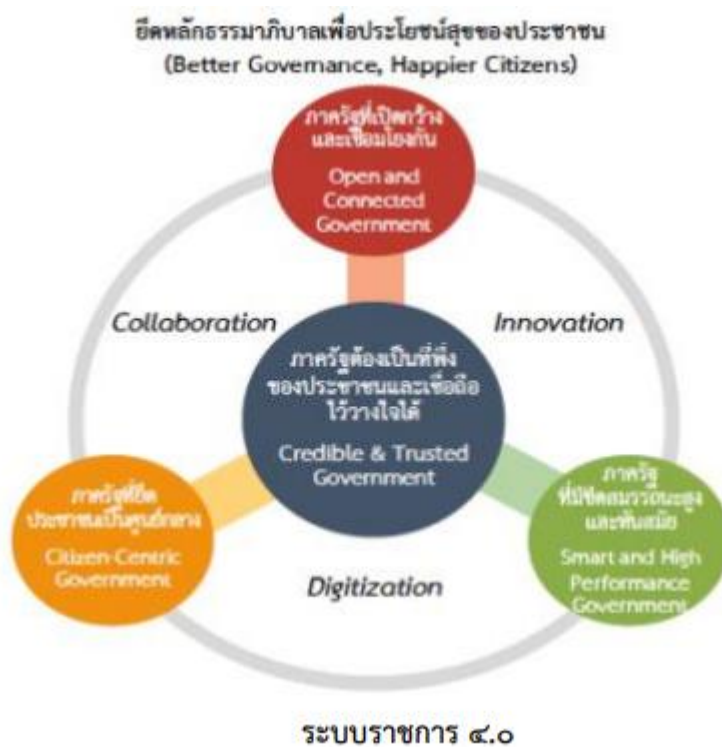 ยึดหลักธรรมาภิบาลเพื่อประโยชน์สุขของประชาชน
(Better Governance, Happier Citizens)
ภาครัฐที่เปิดกว้าง
และเชื่อมโยงกัน
Open and
Connected
Government
Collaboration
Innovation
ภาครัฐต้องเป็นที่พึ่ง
ของประชาชนและเชื่อถือ
ไว้วางใจได้
Credible & Trusted
Government
ภาครัฐที่ยึด
ประชาชนเป็นศูนย์กลาง
Citizen-Centric
Government
ภาครัฐ
ที่มีขีดสมรรถนะสูง
และทันสมัย
Smart and High
Performance
Government
Digitization
ระบบราชการ ๔.๐